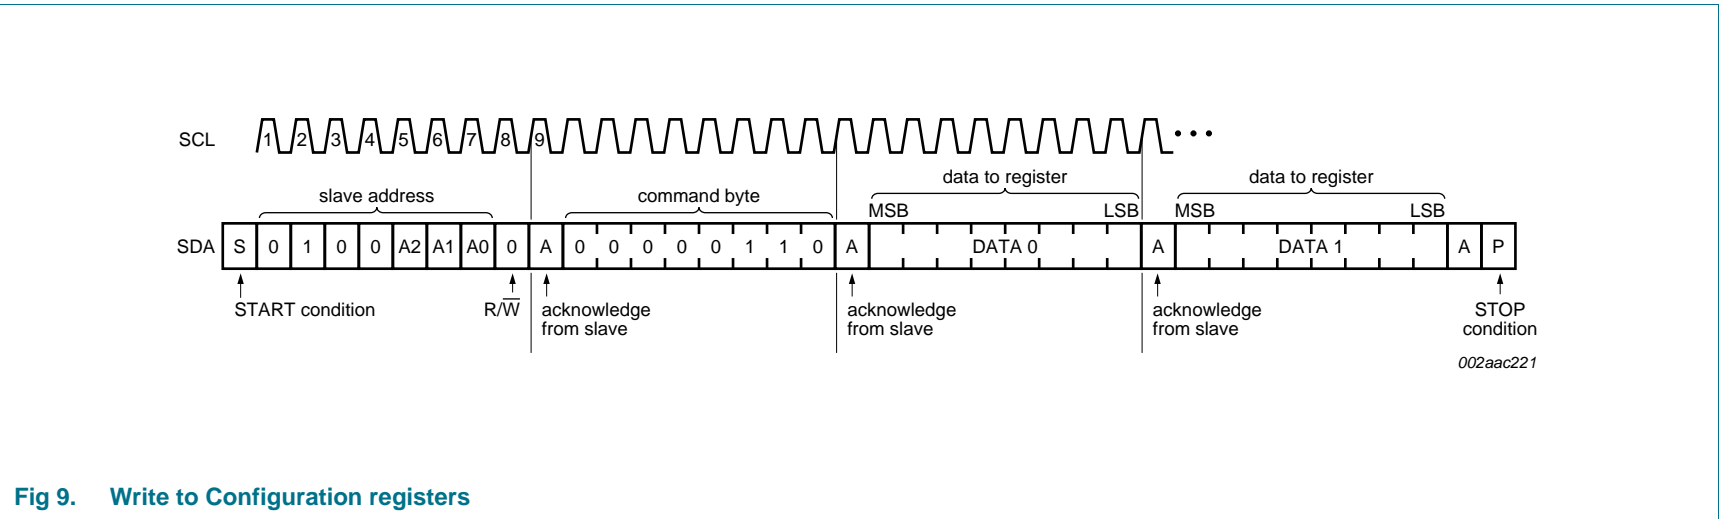 SCL 1 2 3 4 5 6 7 8 9
slave address command byte data to register data to register
MSB LSB MSB LSB
SDA S 0 1 0 0 A2 A1 A0 0 A 0 0 0 0 0 1 1 0 A DATA 0 A DATA 1 A P
START condition R/W̅ acknowledge from slave acknowledge from slave acknowledge from slave STOP condition
002aac221
Fig 9. Write to Configuration registers